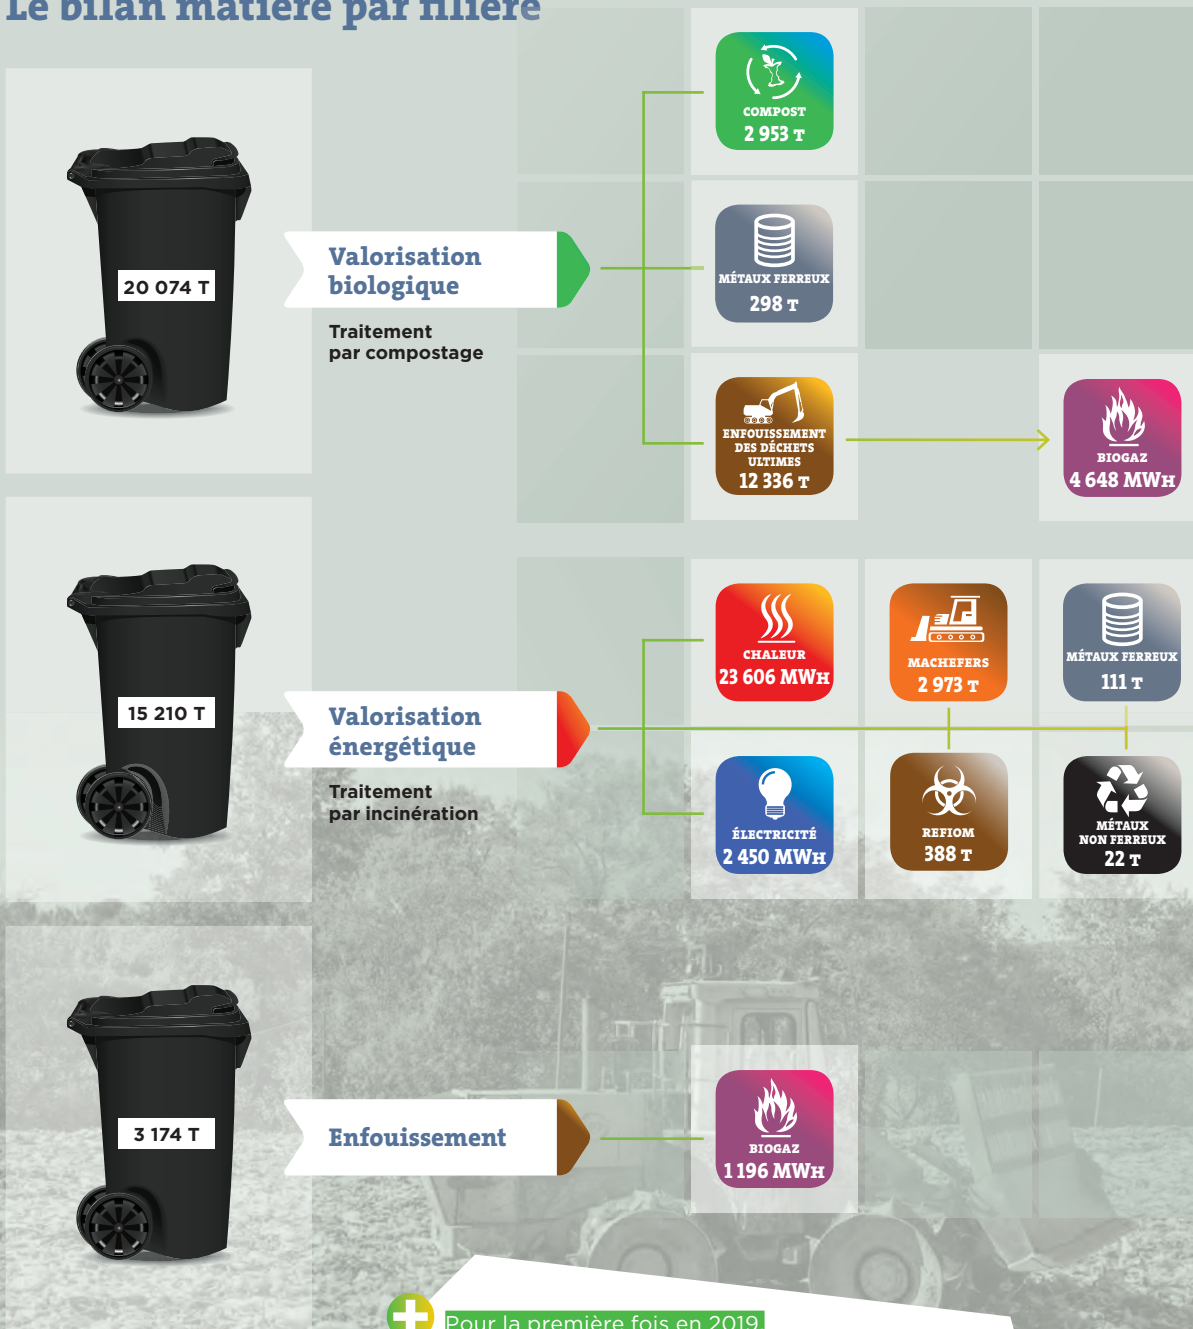 Le bilan matière par filière
20 074 T
Valorisation
biologique
Traitement
par compostage
COMPOST
2 953 T
MÉTAUX FERREUX
298 T
ENFOUISSEMENT
DES DÉCHETS
ULTIMES
12 336 T
BIOGAZ
4 648 MWH
15 210 T
Valorisation
énergétique
Traitement
par incinération
CHALEUR
23 606 MWH
MACHEFERS
2 973 T
MÉTAUX FERREUX
111 T
ÉLECTRICITÉ
2 450 MWH
REFIOM
388 T
MÉTAUX
NON FERREUX
22 T
3 174 T
Enfouissement
BIOGAZ
1 196 MWH
Pour la première fois en 2019,